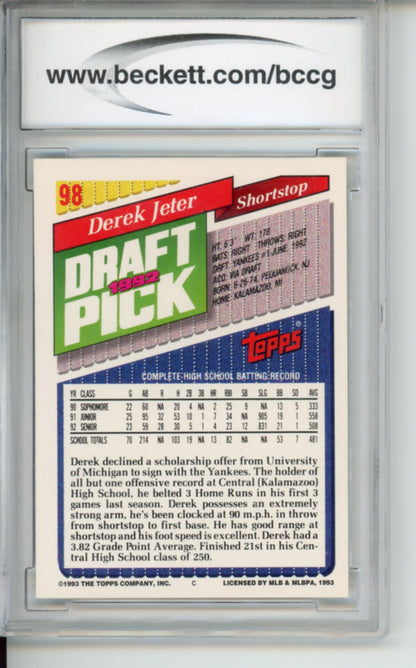 www.beckett.com/bccg
98
Derek Jeter
Shortstop
DRAFT
1992
PICK
HT: 6'3" WT: 178
BATS: RIGHT THROWS: RIGHT
DRAFT: YANKEES #1-JUNE, 1992
ACQ: VIA DRAFT
BORN: 6-26-74, PEQUANOCK, NJ
HOME: KALAMAZOO, MI
Topps
COMPLETE HIGH SCHOOL BATTING RECORD
YR CLASS G AB R H 2B 3B HR RBI SB SLG BB SO AVG
90 SOPHOMORE 22 60 NA 20 4 NA 2 25 9 NA NA NA 333
91 JUNIOR 25 95 32 53 10 1 7 34 NA 905 19 1 558
92 SENIOR 23 59 28 30 5 1 4 23 12 831 21 1 508
SCHOOL TOTALS 70 214 NA 103 19 NA 13 82 NA NA 53 7 481
Derek declined a scholarship offer from University
of Michigan to sign with the Yankees. The holder of
all but one offensive record at Central (Kalamazoo)
High School, he belted 3 Home Runs in his first 3
games last season. Derek possesses an extremely
strong arm, he's been clocked at 90 m.p.h. in throw
from shortstop to first base. He has good range at
shortstop and his foot speed is excellent. Derek had a
3.82 Grade Point Average. Finished 21st in his Cen-
tral High School class of 250.
©1993 THE TOPPS COMPANY, INC. C LICENSED BY MLB & MLBPA, 1993